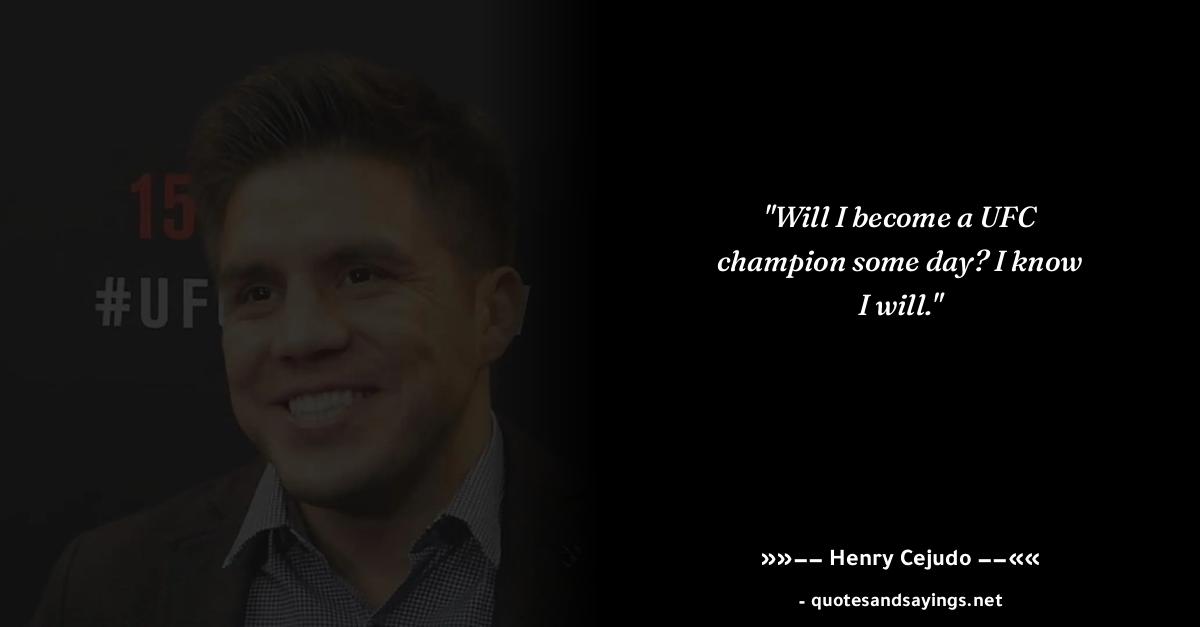 15
#UF
"Will I become a UFC
champion some day? I know
I will."
»»−− Henry Cejudo −−««
- quotesandsayings.net